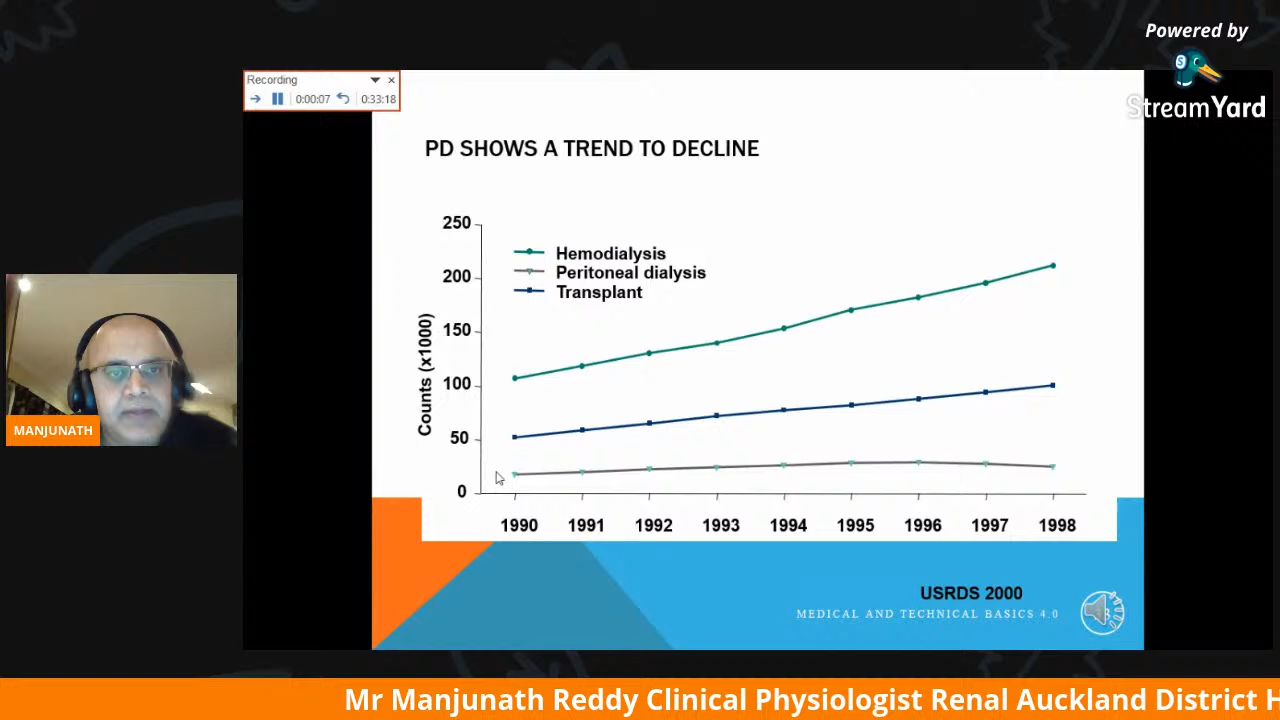 Powered by
StreamYard
Recording
0:00:07
0:33:18
PD SHOWS A TREND TO DECLINE
250
200
150
100
50
0
Counts (x1000)
Hemodialysis
Peritoneal dialysis
Transplant
1990 1991 1992 1993 1994 1995 1996 1997 1998
USRDS 2000
MEDICAL AND TECHNICAL BASICS 4.0
MANJUNATH
Mr Manjunath Reddy Clinical Physiologist Renal Auckland District H